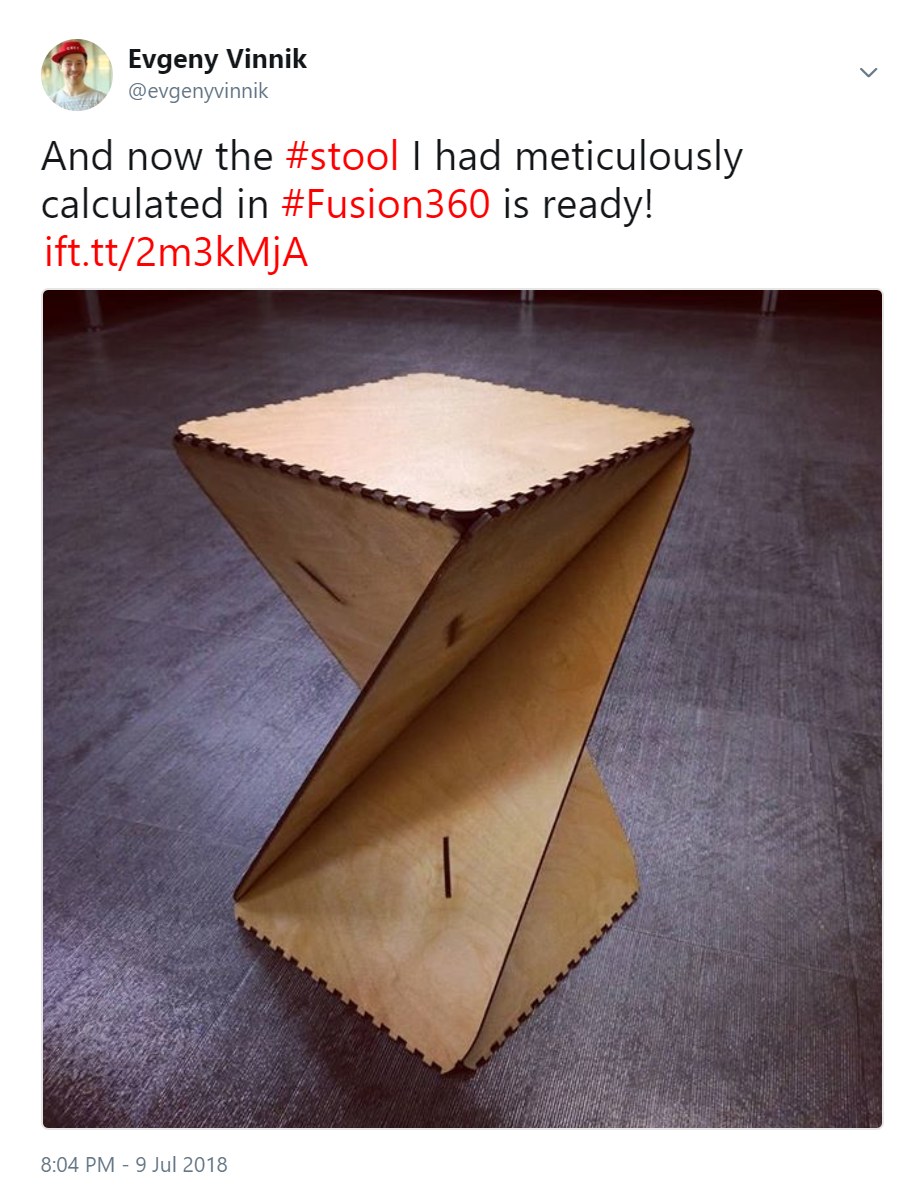 Evgeny Vinnik
@evgenyvinnik
And now the #stool I had meticulously
calculated in #Fusion360 is ready!
ift.tt/2m3kMjA
8:04 PM - 9 Jul 2018